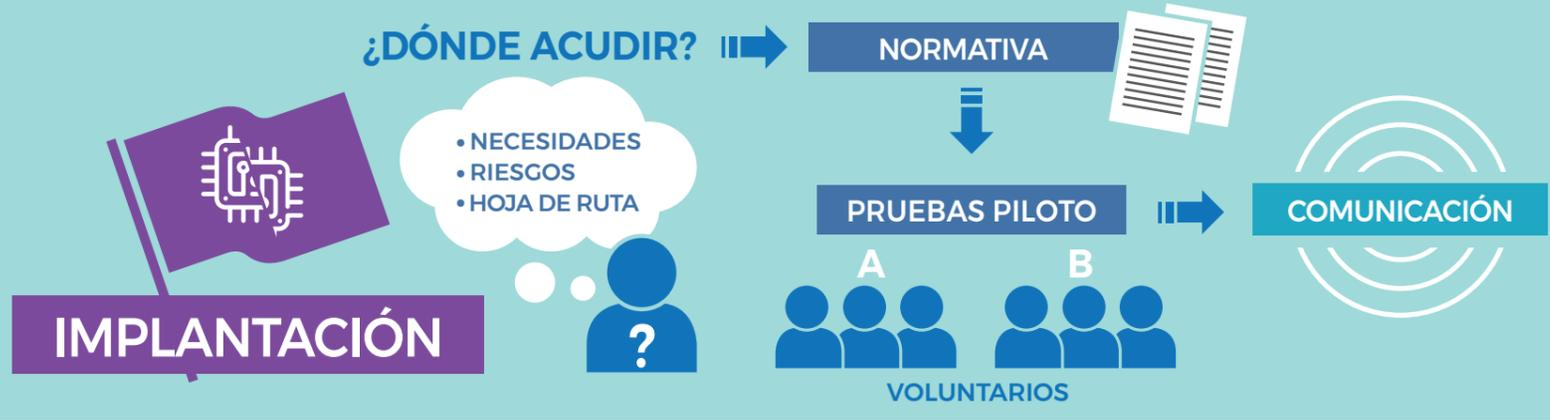 ¿DÓNDE ACUDIR?
NORMATIVA
• NECESIDADES
• RIESGOS
• HOJA DE RUTA
?
IMPLANTACIÓN
PRUEBAS PILOTO
COMUNICACIÓN
A
B
VOLUNTARIOS